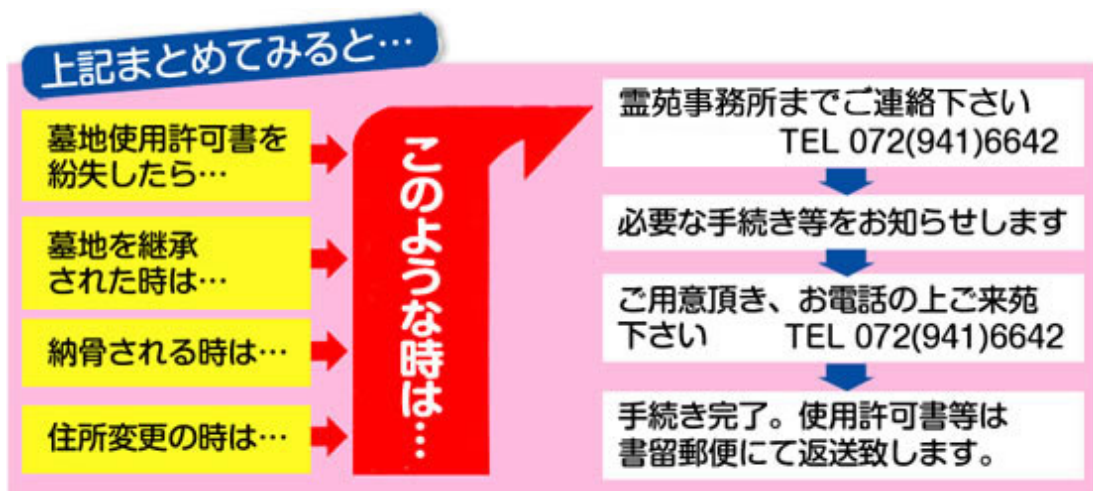 上記まとめてみると…
墓地使用許可書を
紛失したら…
墓地を継承
された時は…
納骨される時は…
住所変更の時は…
このような時は…
霊苑事務所までご連絡下さい
TEL 072(941)6642
必要な手続き等をお知らせします
ご用意頂き、お電話の上ご来苑
下さい TEL 072(941)6642
手続き完了。使用許可書等は
書留郵便にて返送致します。